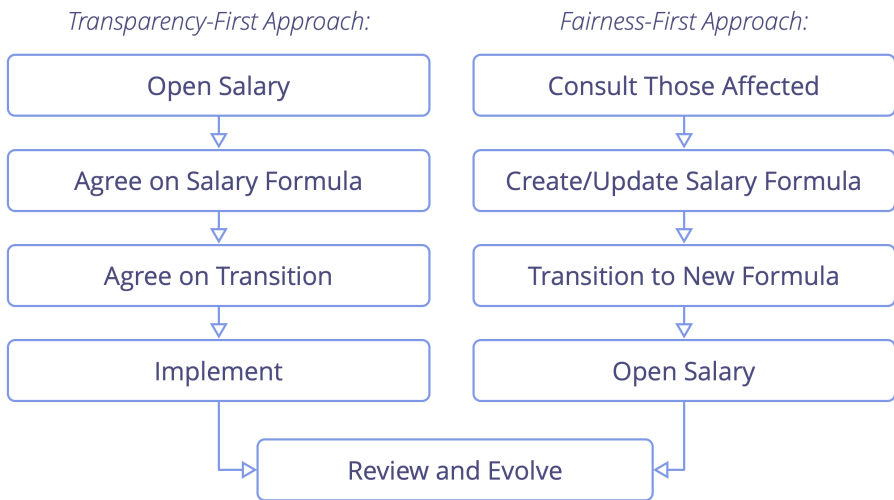 Transparency-First Approach:
Open Salary
Agree on Salary Formula
Agree on Transition
Implement
Fairness-First Approach:
Consult Those Affected
Create/Update Salary Formula
Transition to New Formula
Open Salary
Review and Evolve